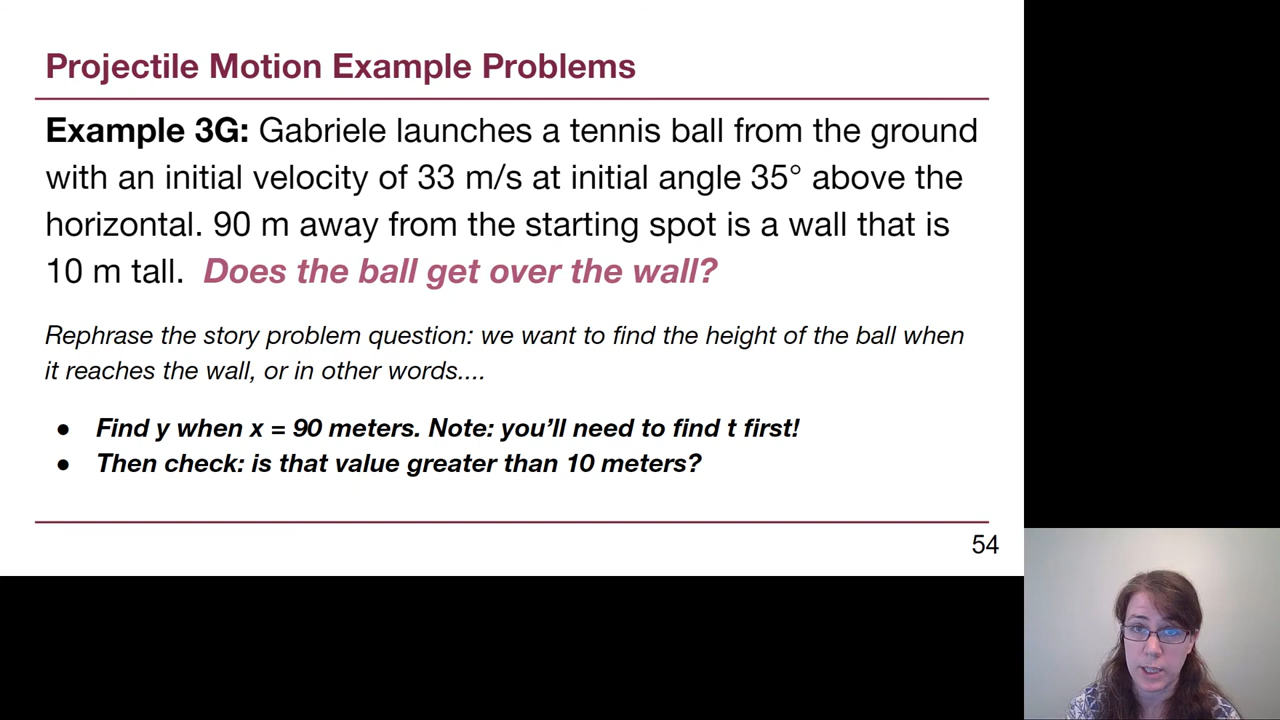 Projectile Motion Example Problems
Example 3G: Gabriele launches a tennis ball from the ground
with an initial velocity of 33 m/s at initial angle 35° above the
horizontal. 90 m away from the starting spot is a wall that is
10 m tall. Does the ball get over the wall?
Rephrase the story problem question: we want to find the height of the ball when
it reaches the wall, or in other words....
● Find y when x = 90 meters. Note: you’ll need to find t first!
● Then check: is that value greater than 10 meters?
54